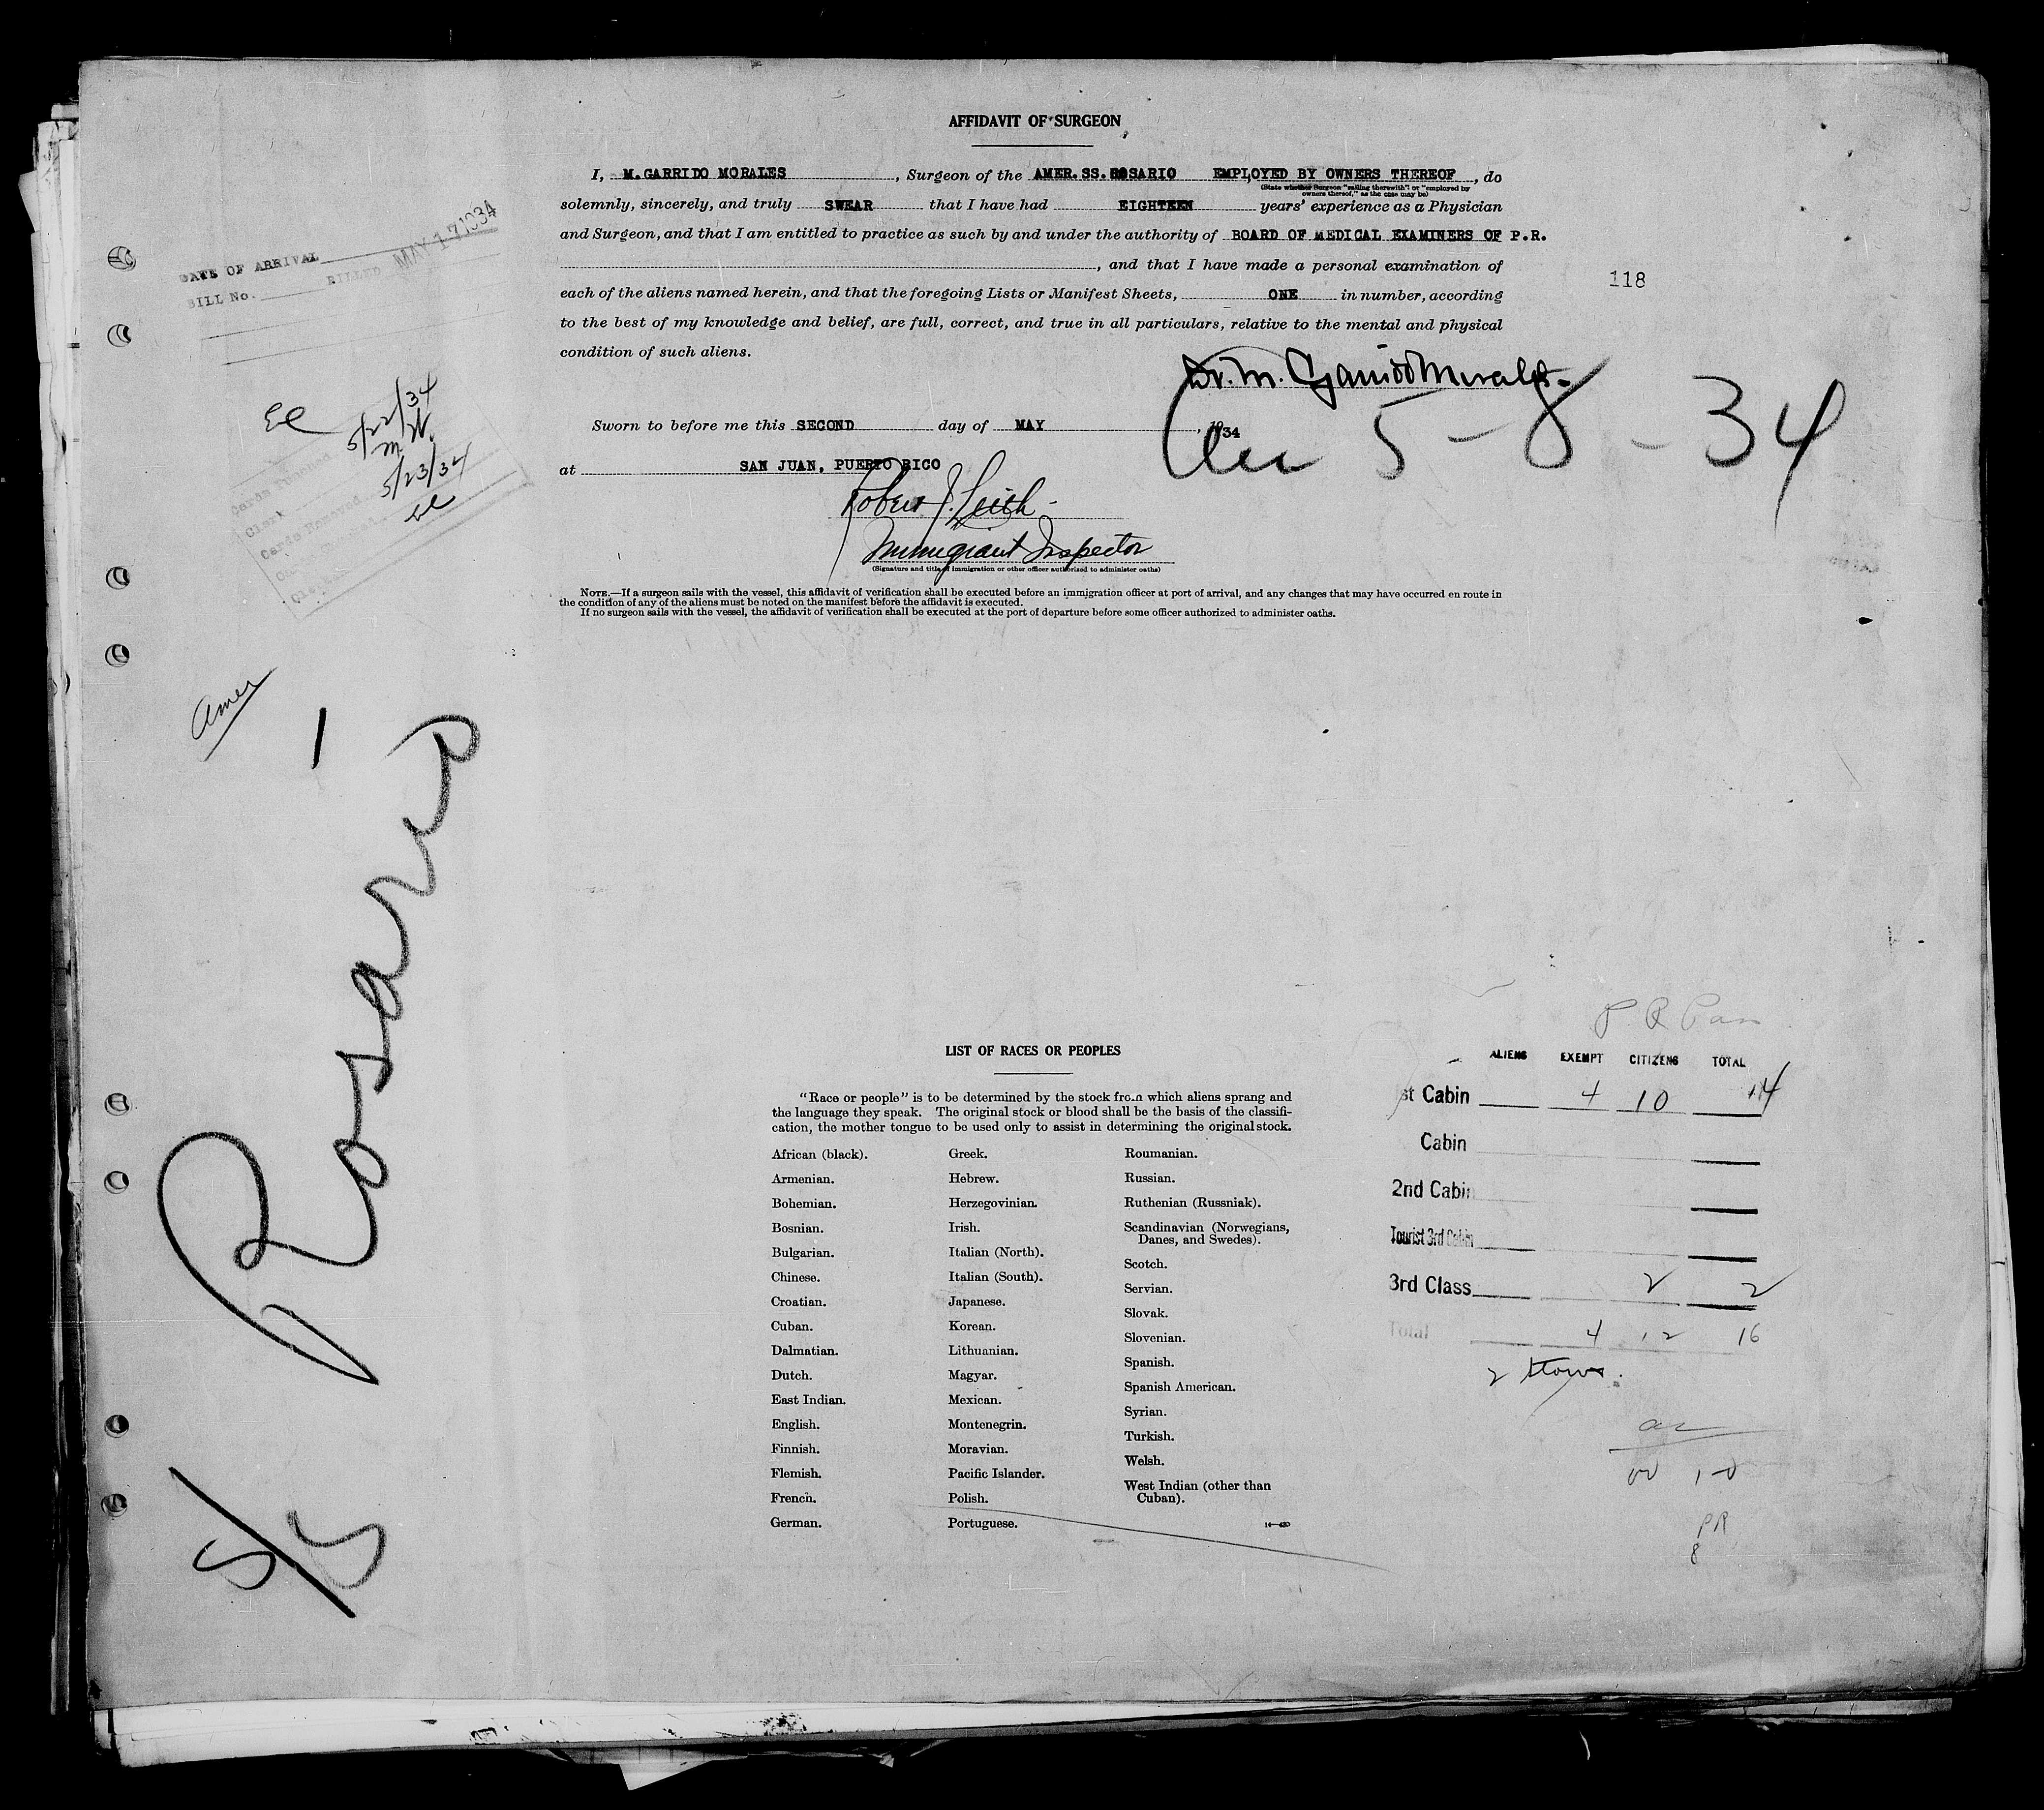 AFFIDAVIT OF SURGEON
I, M. GARRIDO MORALES, Surgeon of the AMER. SS. ROSARIO EMPLOYED BY OWNERS THEREOF, do
(State whether Surgeon "sailing therewith" or "employed by
owners thereof," as the case may be)
solemnly, sincerely, and truly SWEAR that I have had EIGHTEEN years' experience as a Physician
and Surgeon, and that I am entitled to practice as such by and under the authority of BOARD OF MEDICAL EXAMINERS OF P.R.
, and that I have made a personal examination of
each of the aliens named herein, and that the foregoing Lists or Manifest Sheets, ONE in number, according
to the best of my knowledge and belief, are full, correct, and true in all particulars, relative to the mental and physical
condition of such aliens.
118
Dr. M. Garrido Morales
Sworn to before me this SECOND day of MAY, 1934
5-8-34
at SAN JUAN, PUERTO RICO
Robert J. Leich
Immigrant Inspector
(Signature and title of immigration or other officer authorized to administer oaths)
NOTE.—If a surgeon sails with the vessel, this affidavit of verification shall be executed before an immigration officer at port of arrival, and any changes that may have occurred en route in
the condition of any of the aliens must be noted on the manifest before the affidavit is executed.
If no surgeon sails with the vessel, the affidavit of verification shall be executed at the port of departure before some officer authorized to administer oaths.
DATE OF ARRIVAL
BILL No. BILLED MAY 17 1934
5/22/34
5/23/34
Clerk
Cards Removed
Amer
S/S Rosario
LIST OF RACES OR PEOPLES
"Race or people" is to be determined by the stock from which aliens sprang and
the language they speak. The original stock or blood shall be the basis of the classifi-
cation, the mother tongue to be used only to assist in determining the original stock.
African (black).
Armenian.
Bohemian.
Bosnian.
Bulgarian.
Chinese.
Croatian.
Cuban.
Dalmatian.
Dutch.
East Indian.
English.
Finnish.
Flemish.
French.
German.
Greek.
Hebrew.
Herzegovinian.
Irish.
Italian (North).
Italian (South).
Japanese.
Korean.
Lithuanian.
Magyar.
Mexican.
Montenegrin.
Moravian.
Pacific Islander.
Polish.
Portuguese.
Roumanian.
Russian.
Ruthenian (Russniak).
Scandinavian (Norwegians,
Danes, and Swedes).
Scotch.
Servian.
Slovak.
Slovenian.
Spanish.
Spanish American.
Syrian.
Turkish.
Welsh.
West Indian (other than
Cuban).
P. R.
ALIENS EXEMPT CITIZENS TOTAL
1st Cabin 4 10 14
Cabin
2nd Cabin
Tourist 3rd Cabin
3rd Class 2 2
Total 4 12 16
2 Stows.
PR
8